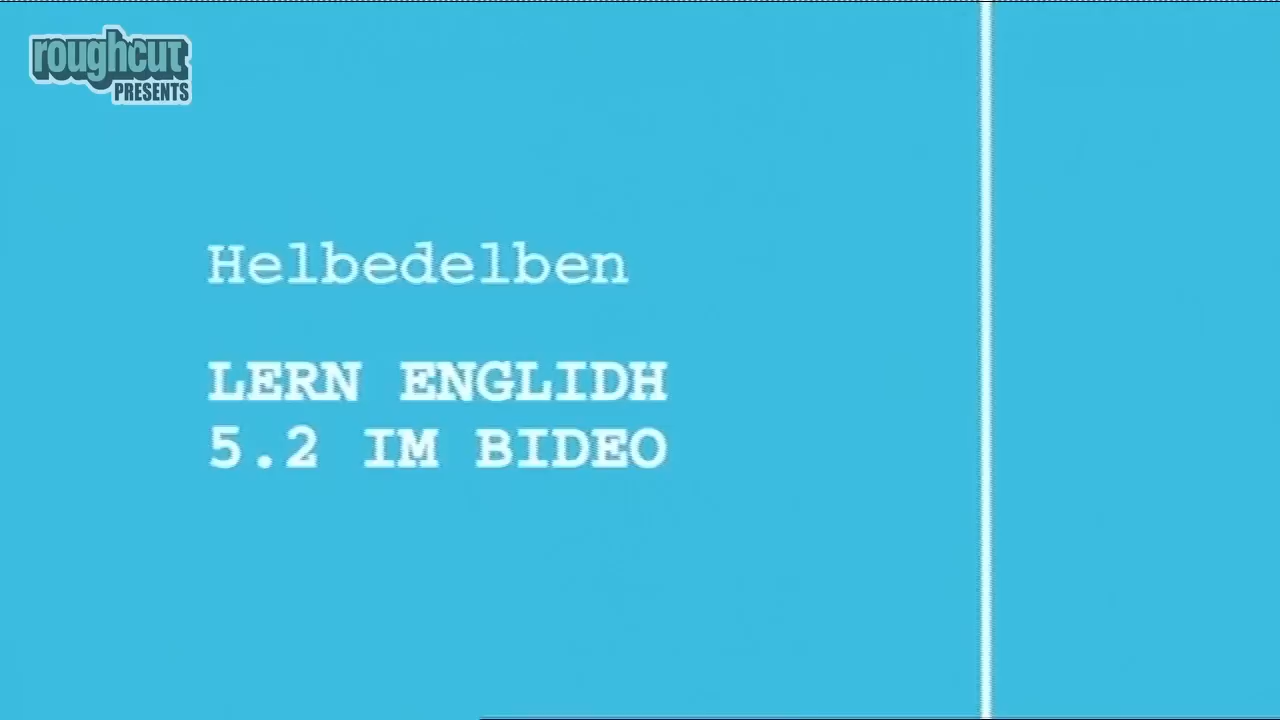 roughcut
PRESENTS
Helbedelben
LERN ENGLIDH
5.2 IM BIDEO